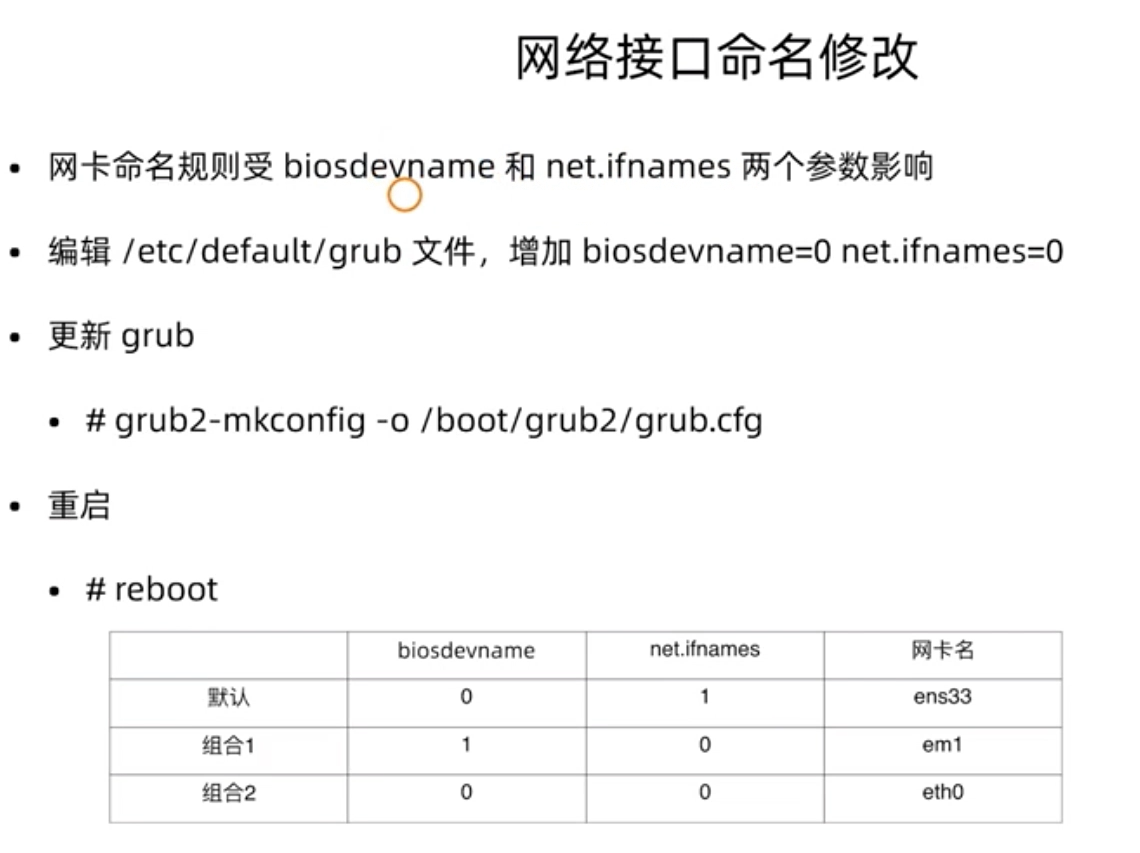 网络接口命名修改
• 网卡命名规则受 biosdevname 和 net.ifnames 两个参数影响
• 编辑 /etc/default/grub 文件，增加 biosdevname=0 net.ifnames=0
• 更新 grub
• # grub2-mkconfig -o /boot/grub2/grub.cfg
• 重启
• # reboot
biosdevname net.ifnames 网卡名
默认 0 1 ens33
组合1 1 0 em1
组合2 0 0 eth0